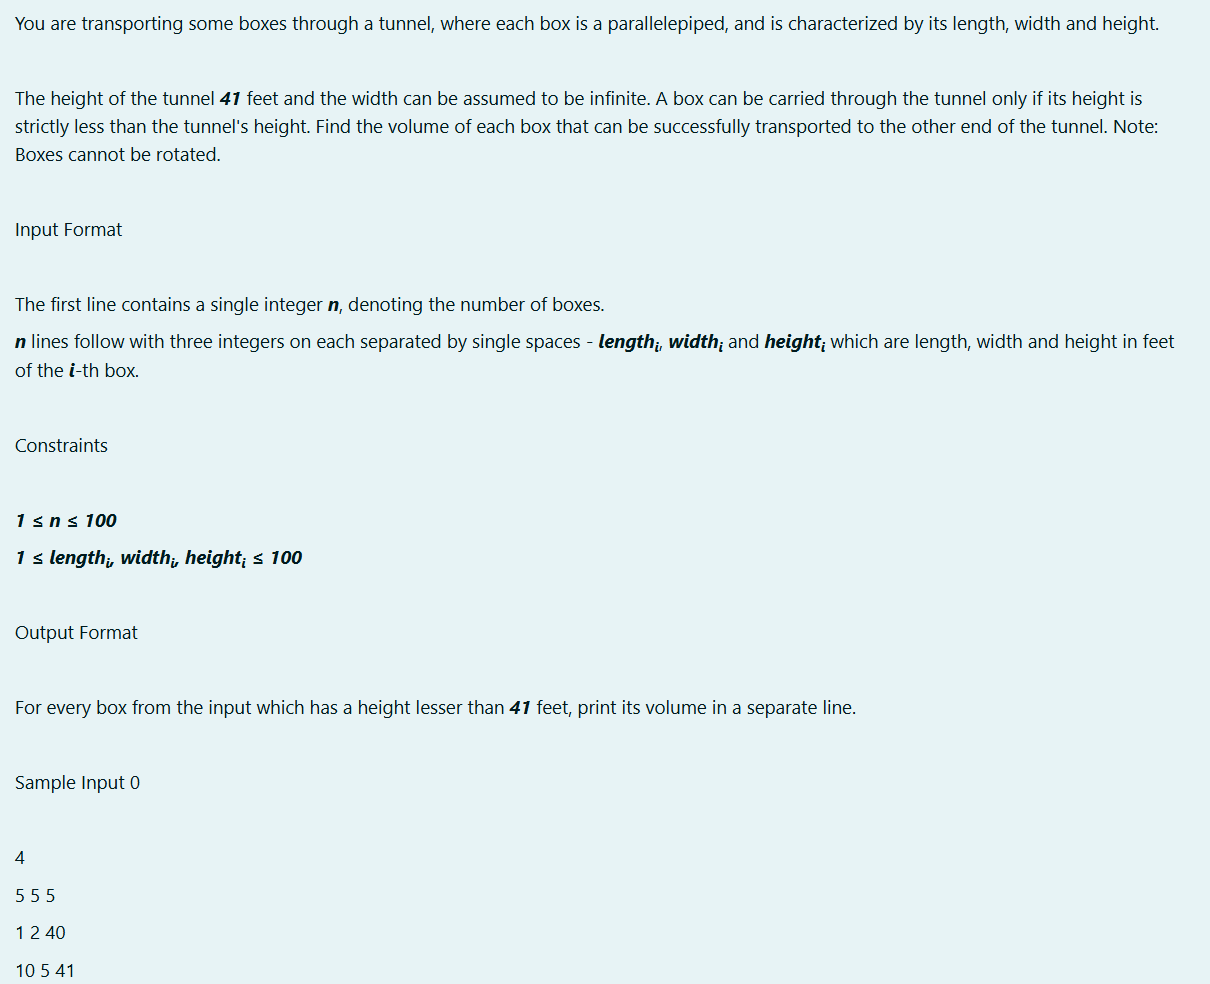 You are transporting some boxes through a tunnel, where each box is a parallelepiped, and is characterized by its length, width and height.
The height of the tunnel 41 feet and the width can be assumed to be infinite. A box can be carried through the tunnel only if its height is
strictly less than the tunnel's height. Find the volume of each box that can be successfully transported to the other end of the tunnel. Note:
Boxes cannot be rotated.
Input Format
The first line contains a single integer n, denoting the number of boxes.
n lines follow with three integers on each separated by single spaces - lengthi, widthi and heighti which are length, width and height in feet
of the i-th box.
Constraints
1 ≤ n ≤ 100
1 ≤ lengthi, widthi, heighti ≤ 100
Output Format
For every box from the input which has a height lesser than 41 feet, print its volume in a separate line.
Sample Input 0
4
5 5 5
1 2 40
10 5 41